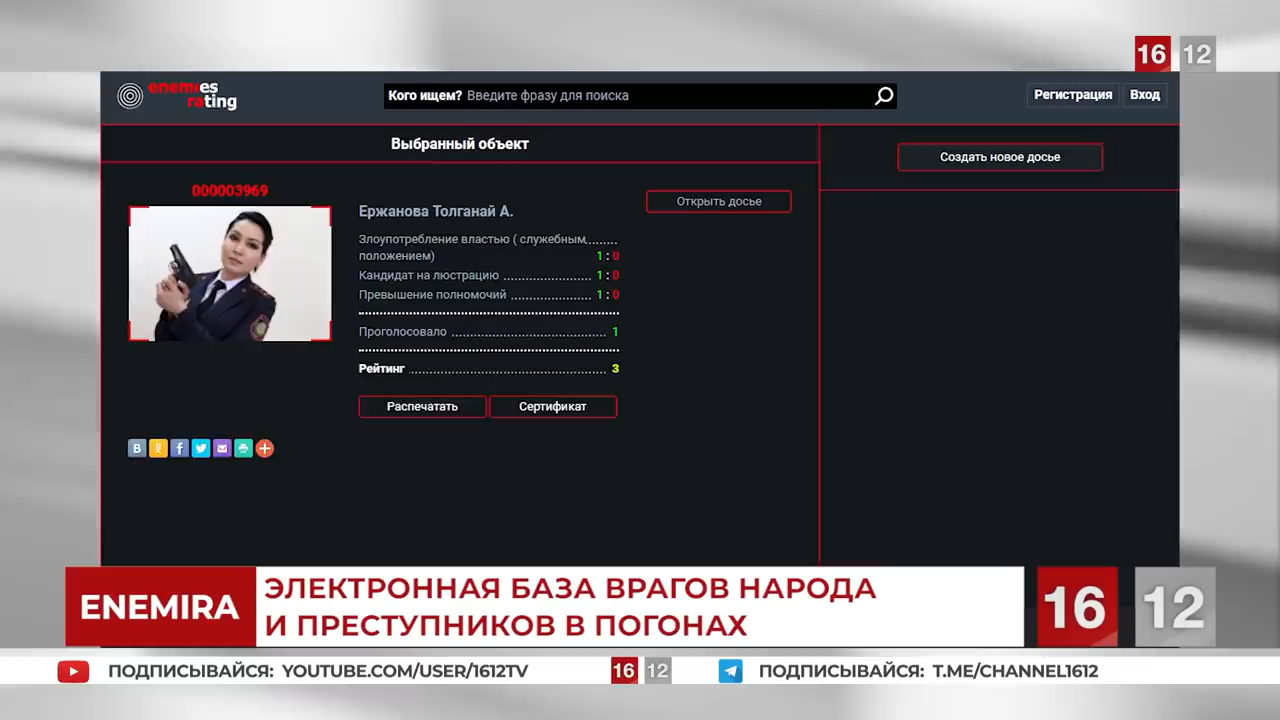 16 12
enemies
rating
Кого ищем? Введите фразу для поиска
Регистрация
Вход
Выбранный объект
Создать новое досье
000003969
Открыть досье
Ержанова Толганай А.
Злоупотребление властью ( служебным
положением) 1 : 0
Кандидат на люстрацию 1 : 0
Превышение полномочий 1 : 0
Проголосовало 1
Рейтинг 3
Распечатать
Сертификат
ENEMIRA
ЭЛЕКТРОННАЯ БАЗА ВРАГОВ НАРОДА
И ПРЕСТУПНИКОВ В ПОГОНАХ
16 12
ПОДПИСЫВАЙСЯ: YOUTUBE.COM/USER/1612TV
16 12
ПОДПИСЫВАЙСЯ: T.ME/CHANNEL1612